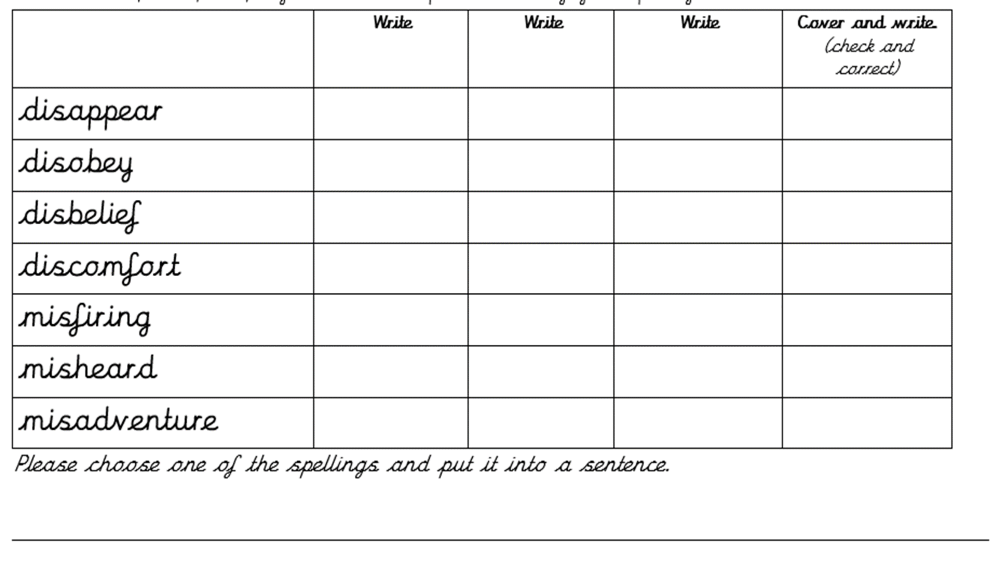 Write Write Write Cover and write
(check and
correct)
disappear
disobey
disbelief
discomfort
misfiring
misheard
misadventure
Please choose one of the spellings and put it into a sentence.